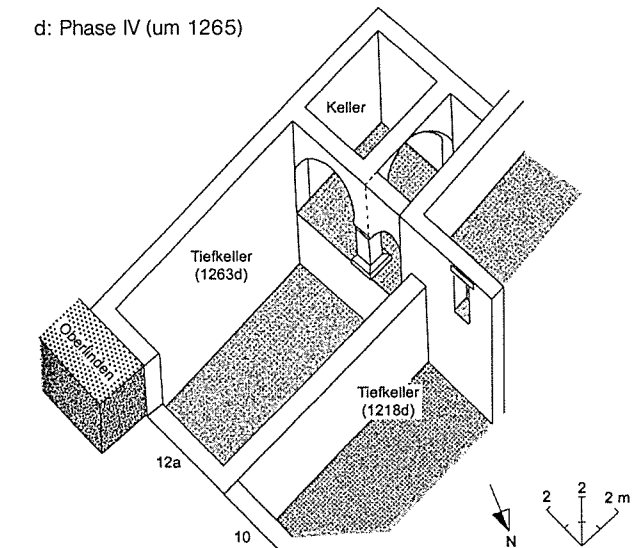 d: Phase IV (um 1265)
Keller
Tiefkeller
(1263d)
Oberlinden
Tiefkeller
(1218d)
12a
10
N
2
2
2 m